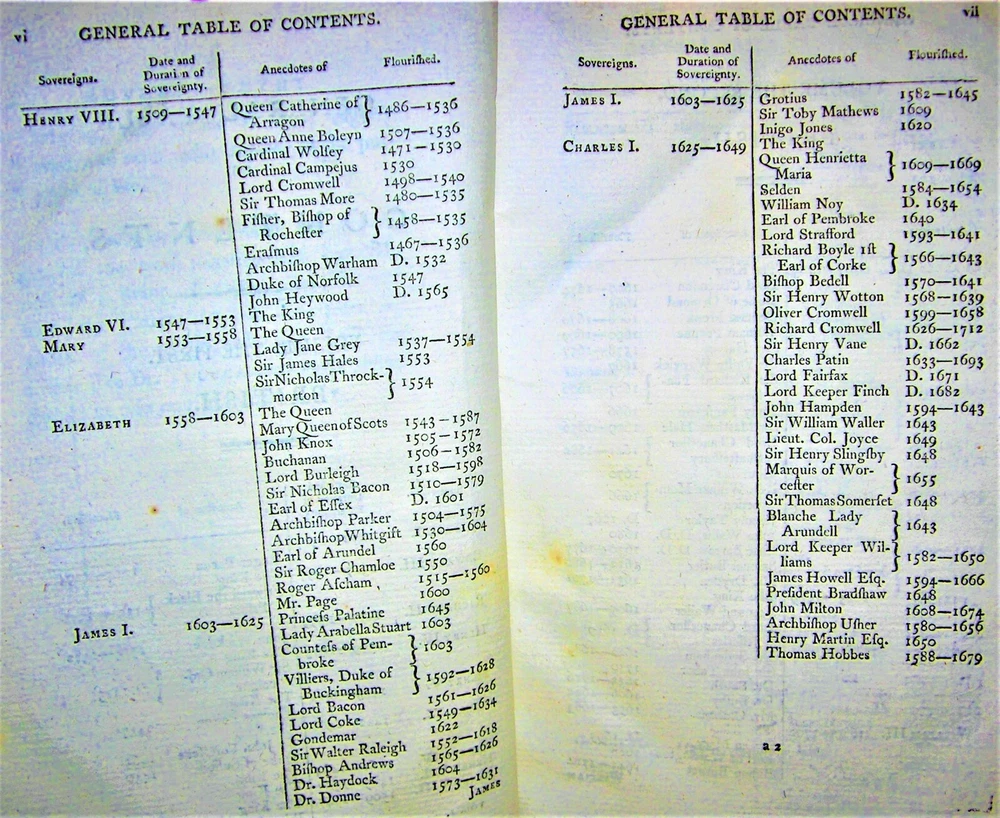 vi GENERAL TABLE OF CONTENTS.
Sovereigns. Date and Duration of Sovereignty. Anecdotes of Flouriſhed.
HENRY VIII. 1509—1547 Queen Catherine of
Arragon } 1486—1536
Queen Anne Boleyn 1507—1536
Cardinal Wolſey 1471—1530
Cardinal Campejus 1530
Lord Cromwell 1498—1540
Sir Thomas More 1480—1535
Fiſher, Biſhop of
Rocheſter } 1458—1535
Eraſmus 1467—1536
Archbiſhop Warham D. 1532
Duke of Norfolk 1547
John Heywood D. 1565
EDWARD VI. 1547—1553 The King
MARY 1553—1558 The Queen
Lady Jane Grey 1537—1554
Sir James Hales 1553
Sir Nicholas Throck-
morton } 1554
ELIZABETH 1558—1603 The Queen
Mary Queen of Scots 1543—1587
John Knox 1505—1572
Buchanan 1506—1582
Lord Burleigh 1518—1598
Sir Nicholas Bacon 1510—1579
Earl of Eſſex D. 1601
Archbiſhop Parker 1504—1575
Archbiſhop Whitgift 1530—1604
Earl of Arundel 1560
Sir Roger Chamloe 1550
Roger Aſcham 1515—1560
Mr. Page 1600
Princeſs Palatine 1645
JAMES I. 1603—1625 Lady Arabella Stuart 1603
Counteſs of Pem-
broke } 1603
Villiers, Duke of
Buckingham } 1592—1628
Lord Bacon 1561—1626
Lord Coke 1549—1634
Gondemar 1622
Sir Walter Raleigh 1552—1618
Biſhop Andrews 1565—1626
Dr. Haydock 1604
Dr. Donne 1573—1631
JAMES
GENERAL TABLE OF CONTENTS. vii
Sovereigns. Date and Duration of Sovereignty. Anecdotes of Flouriſhed.
JAMES I. 1603—1625 Grotius 1582—1645
Sir Toby Mathews 1609
Inigo Jones 1620
CHARLES I. 1625—1649 The King
Queen Henrietta
Maria } 1609—1669
Selden 1584—1654
William Noy D. 1634
Earl of Pembroke 1640
Lord Strafford 1593—1641
Richard Boyle 1ſt
Earl of Corke } 1566—1643
Biſhop Bedell 1570—1641
Sir Henry Wotton 1568—1639
Oliver Cromwell 1599—1658
Richard Cromwell 1626—1712
Sir Henry Vane D. 1662
Charles Patin 1633—1693
Lord Fairfax D. 1671
Lord Keeper Finch D. 1682
John Hampden 1594—1643
Sir William Waller 1643
Lieut. Col. Joyce 1649
Sir Henry Slingſby 1648
Marquis of Wor-
ceſter } 1655
Sir Thomas Somerſet 1648
Blanche Lady
Arundell } 1643
Lord Keeper Wil-
liams } 1582—1650
James Howell Eſq. 1594—1666
Preſident Bradſhaw 1648
John Milton 1608—1674
Archbiſhop Uſher 1580—1656
Henry Martin Eſq. 1650
Thomas Hobbes 1588—1679
a 2